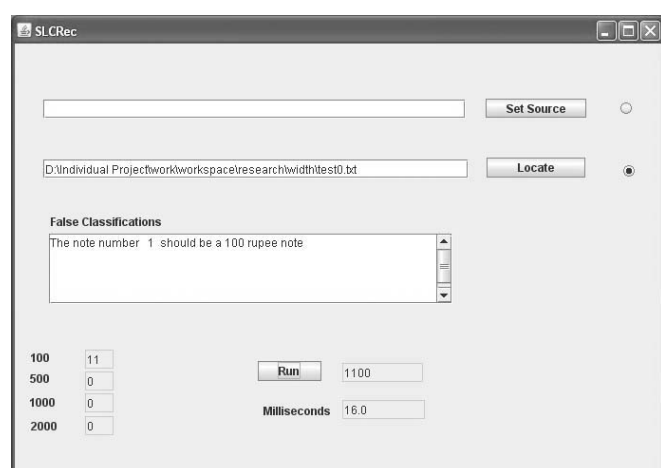 SLCRec
Set Source
D:\Individual Project\work\workspace\research\width\test0.txt
Locate
False Classifications
The note number 1 should be a 100 rupee note
100 11
500 0
1000 0
2000 0
Run 1100
Milliseconds 16.0